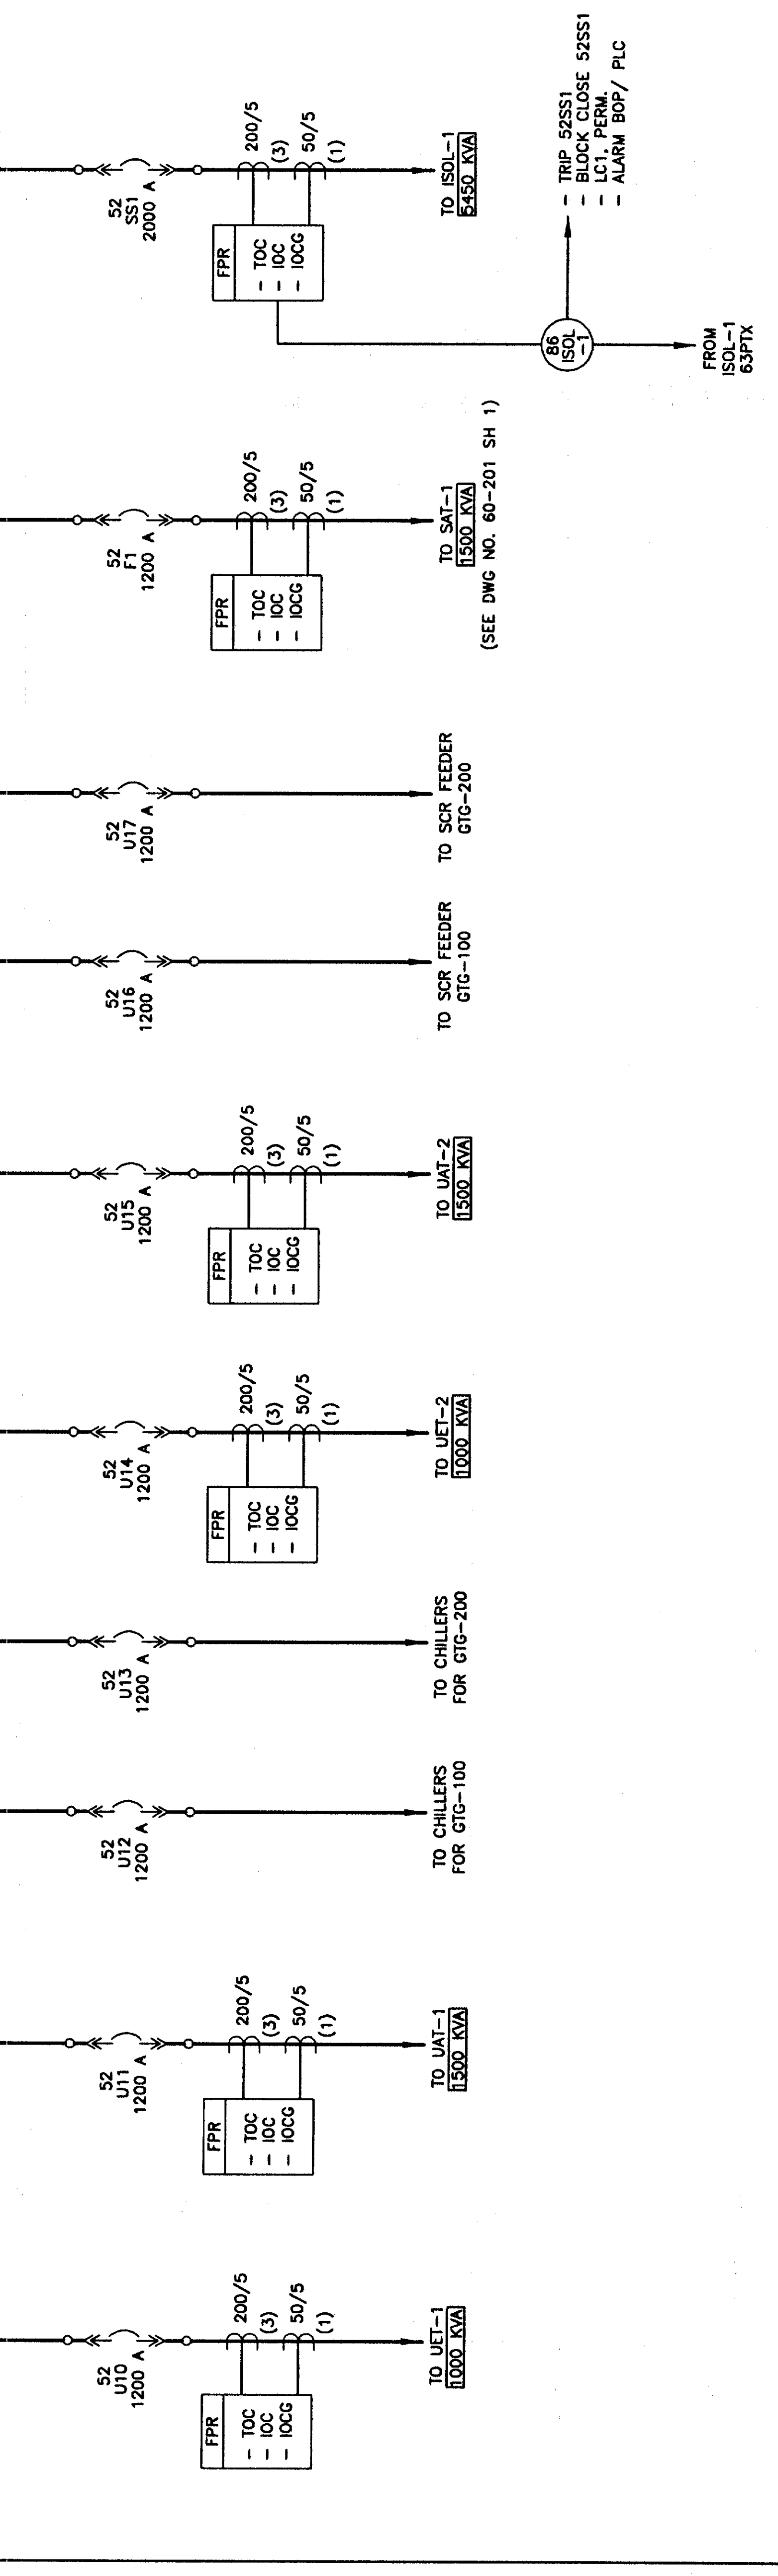 52
SS1
2000 A
200/5
(3)
50/5
(1)
FPR
- TOC
- IOC
- IOCG
TO ISOL-1
5450 KVA
86
ISOL
-1
- TRIP 52SS1
- BLOCK CLOSE 52SS1
- LC1, PERM.
- ALARM BOP/ PLC
FROM
ISOL-1
63PTX
52
F1
1200 A
200/5
(3)
50/5
(1)
FPR
- TOC
- IOC
- IOCG
TO SAT-1
1500 KVA
(SEE DWG NO. 60-201 SH 1)
52
U17
1200 A
TO SCR FEEDER
GTG-200
52
U16
1200 A
TO SCR FEEDER
GTG-100
52
U15
1200 A
200/5
(3)
50/5
(1)
FPR
- TOC
- IOC
- IOCG
TO UAT-2
1500 KVA
52
U14
1200 A
200/5
(3)
50/5
(1)
FPR
- TOC
- IOC
- IOCG
TO UET-2
1000 KVA
52
U13
1200 A
TO CHILLERS
FOR GTG-200
52
U12
1200 A
TO CHILLERS
FOR GTG-100
52
U11
1200 A
200/5
(3)
50/5
(1)
FPR
- TOC
- IOC
- IOCG
TO UAT-1
1500 KVA
52
U10
1200 A
200/5
(3)
50/5
(1)
FPR
- TOC
- IOC
- IOCG
TO UET-1
1000 KVA